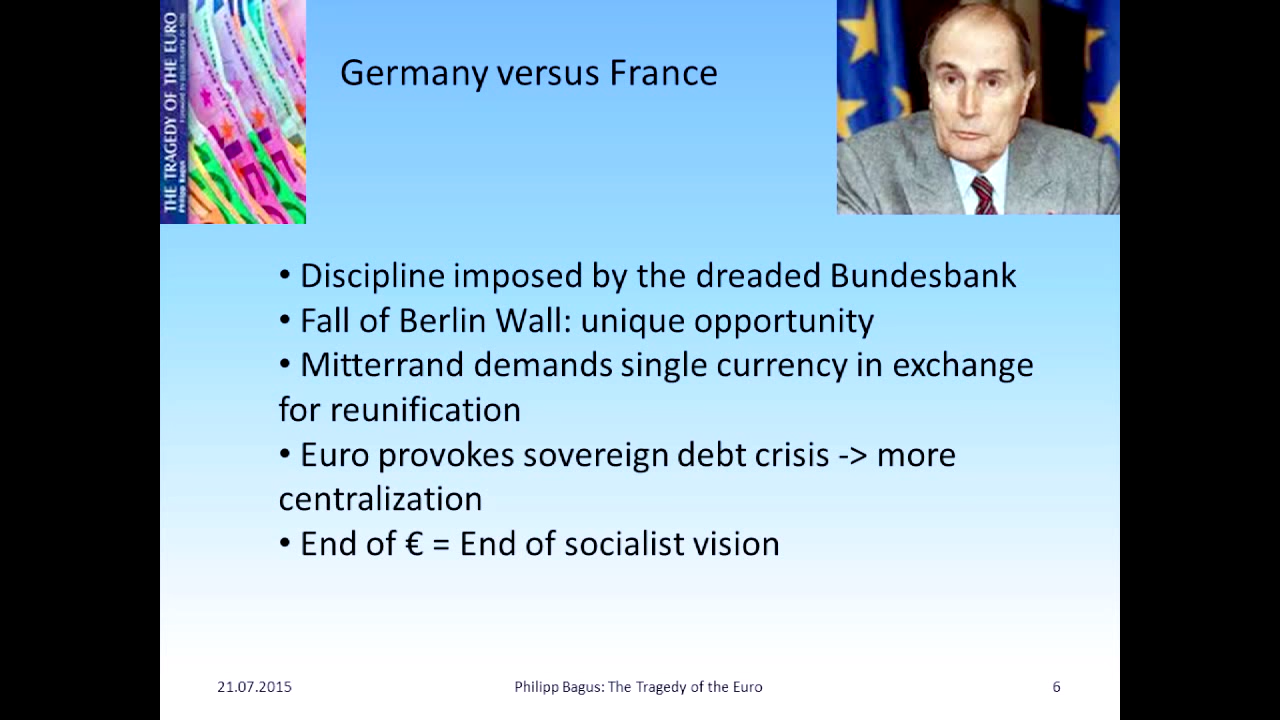 THE TRAGEDY OF THE EURO
Philipp Bagus
Germany versus France
• Discipline imposed by the dreaded Bundesbank
• Fall of Berlin Wall: unique opportunity
• Mitterrand demands single currency in exchange
for reunification
• Euro provokes sovereign debt crisis -> more
centralization
• End of € = End of socialist vision
21.07.2015
Philipp Bagus: The Tragedy of the Euro
6